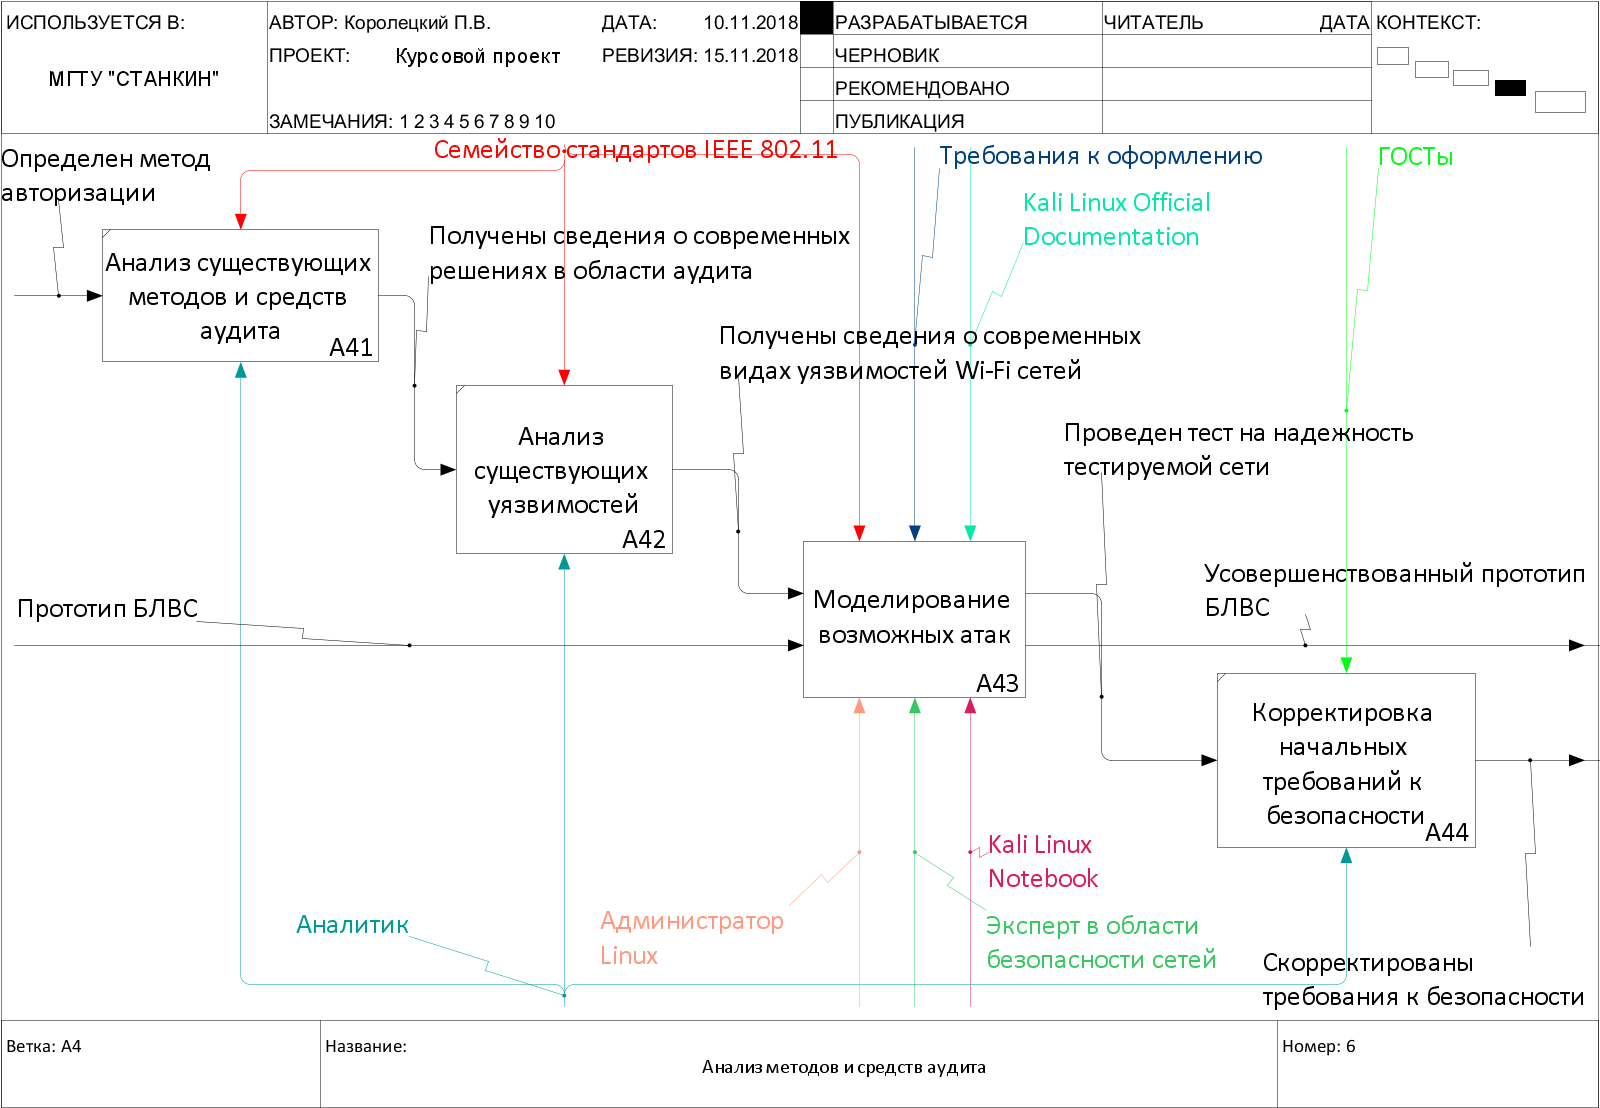 ИСПОЛЬЗУЕТСЯ В:
МГТУ "СТАНКИН"
АВТОР: Королецкий П.В.
ДАТА: 10.11.2018
ПРОЕКТ: Курсовой проект
РЕВИЗИЯ: 15.11.2018
ЗАМЕЧАНИЯ: 1 2 3 4 5 6 7 8 9 10
РАЗРАБАТЫВАЕТСЯ
ЧЕРНОВИК
РЕКОМЕНДОВАНО
ПУБЛИКАЦИЯ
ЧИТАТЕЛЬ
ДАТА
КОНТЕКСТ:
Определен метод
авторизации
Семейство стандартов IEEE 802.11
Требования к оформлению
ГОСТы
Kali Linux Official
Documentation
Анализ существующих
методов и средств
аудита
A41
Получены сведения о современных
решениях в области аудита
Получены сведения о современных
видах уязвимостей Wi-Fi сетей
Анализ
существующих
уязвимостей
A42
Проведен тест на надежность
тестируемой сети
Прототип БЛВС
Моделирование
возможных атак
A43
Усовершенствованный прототип
БЛВС
Корректировка
начальных
требований к
безопасности
A44
Kali Linux
Notebook
Аналитик
Администратор
Linux
Эксперт в области
безопасности сетей
Скорректированы
требования к безопасности
Ветка: A4
Название:
Анализ методов и средств аудита
Номер: 6